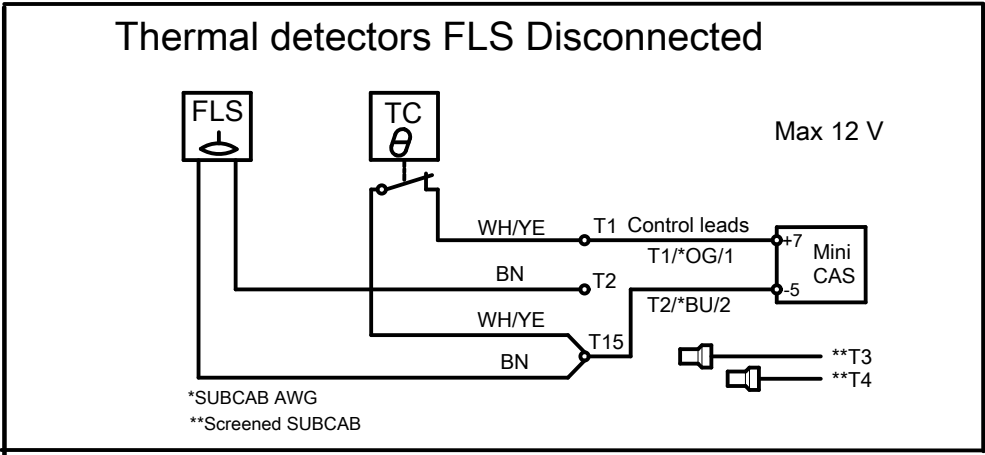 Thermal detectors FLS Disconnected
FLS
TC
θ
Max 12 V
WH/YE
T1
Control leads
+7
T1/*OG/1
Mini
CAS
BN
T2
-5
T2/*BU/2
WH/YE
T15
BN
**T3
**T4
*SUBCAB AWG
**Screened SUBCAB